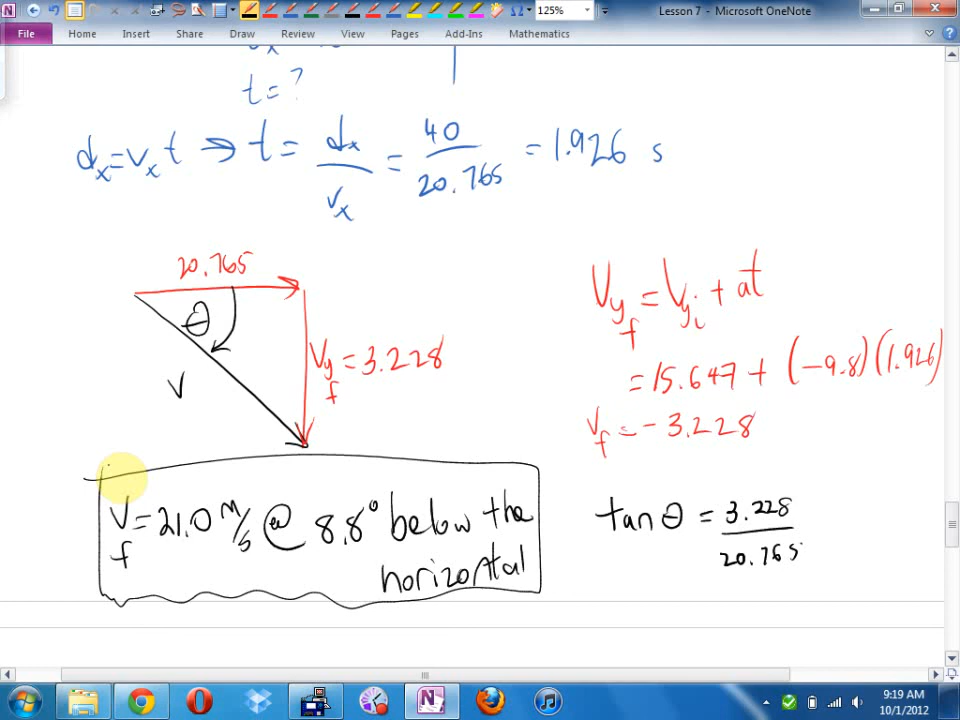 Lesson 7 - Microsoft OneNote
125%
File Home Insert Share Draw Review View Pages Add-Ins Mathematics
t = ?
dx = vx t → t = dx / vx = 40 / 20.765 = 1.926 s
20.765
θ
Vyf = 3.228
V
Vyf = Vyi + at
= 15.647 + (-9.8)(1.926)
vf = - 3.228
Vf = 21.0 m/s @ 8.8° below the
horizontal
tan θ = 3.228 / 20.765
9:19 AM
10/1/2012